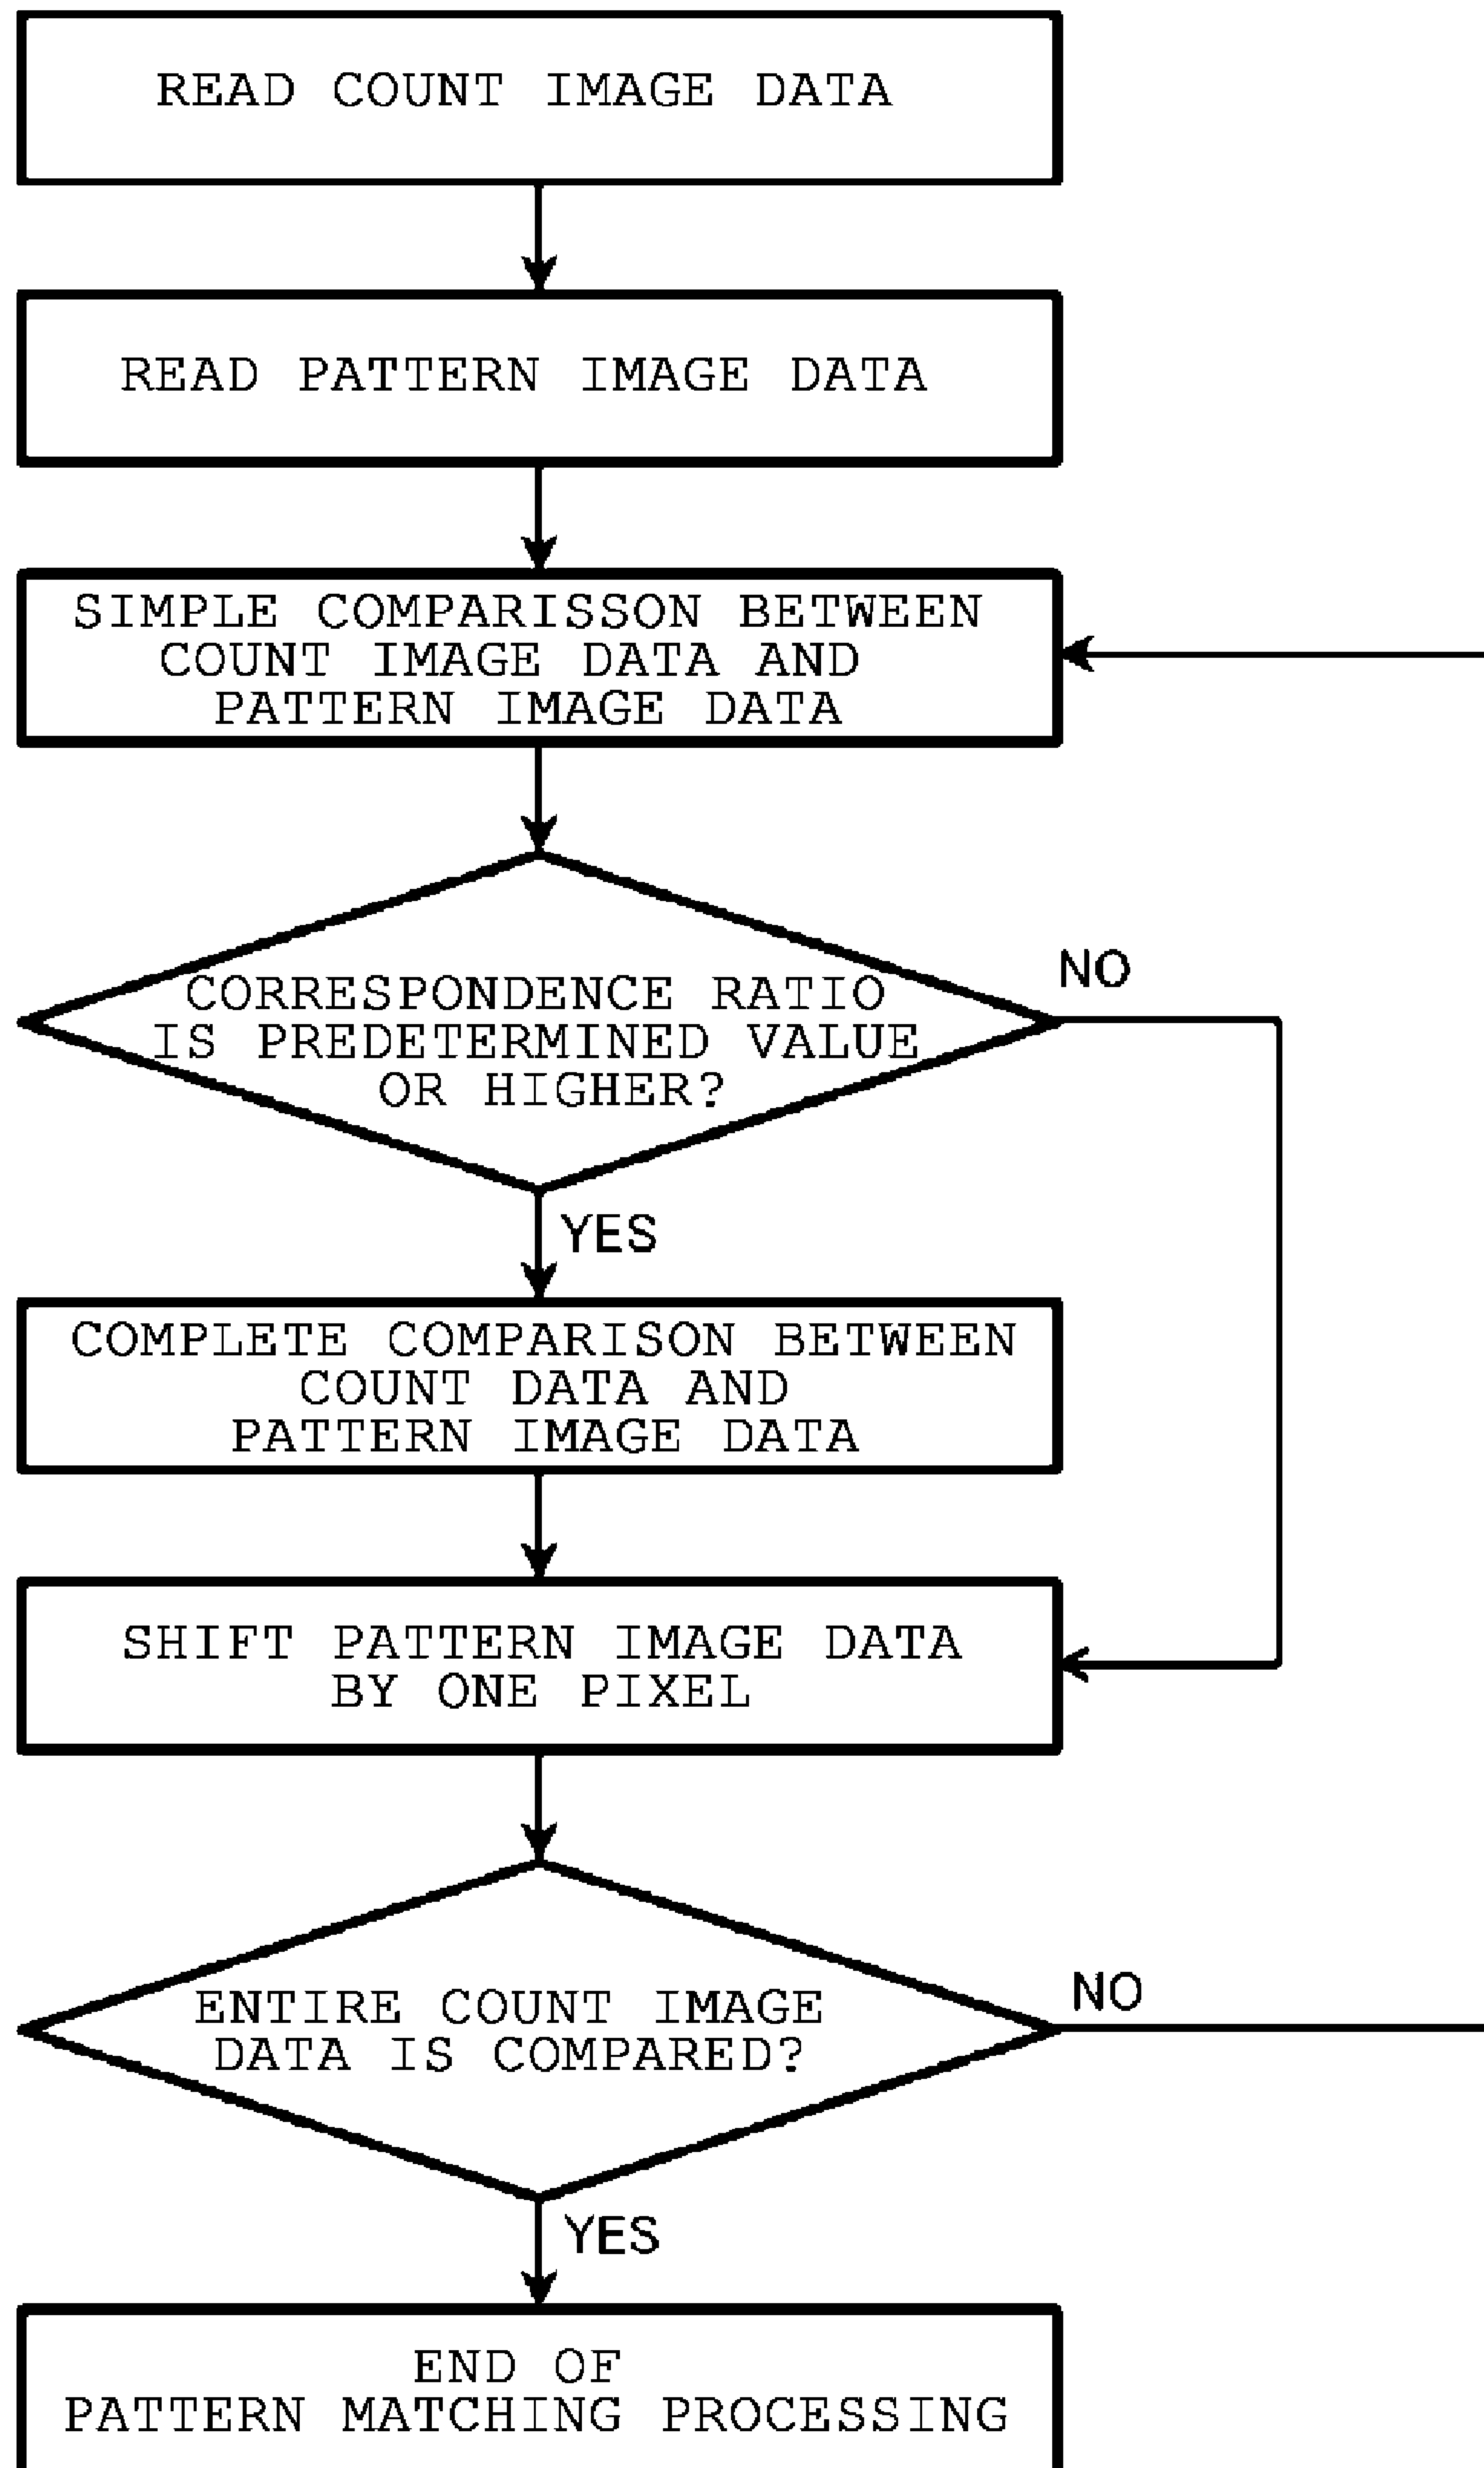 READ COUNT IMAGE DATA
READ PATTERN IMAGE DATA
SIMPLE COMPARISSON BETWEEN
COUNT IMAGE DATA AND
PATTERN IMAGE DATA
CORRESPONDENCE RATIO
IS PREDETERMINED VALUE
OR HIGHER?
NO
YES
COMPLETE COMPARISON BETWEEN
COUNT DATA AND
PATTERN IMAGE DATA
SHIFT PATTERN IMAGE DATA
BY ONE PIXEL
ENTIRE COUNT IMAGE
DATA IS COMPARED?
NO
YES
END OF
PATTERN MATCHING PROCESSING